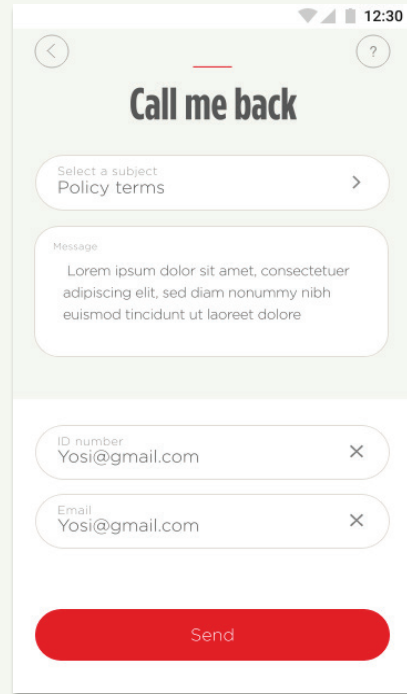 12:30
?
Call me back
Select a subject
Policy terms
Message
Lorem ipsum dolor sit amet, consectetuer
adipiscing elit, sed diam nonummy nibh
euismod tincidunt ut laoreet dolore
ID number
Yosi@gmail.com
Email
Yosi@gmail.com
Send